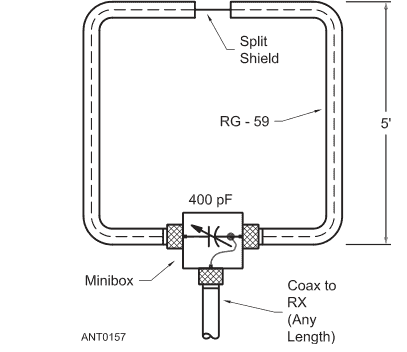 Split
Shield
RG - 59
5'
400 pF
Minibox
Coax to
RX
(Any
Length)
ANT0157